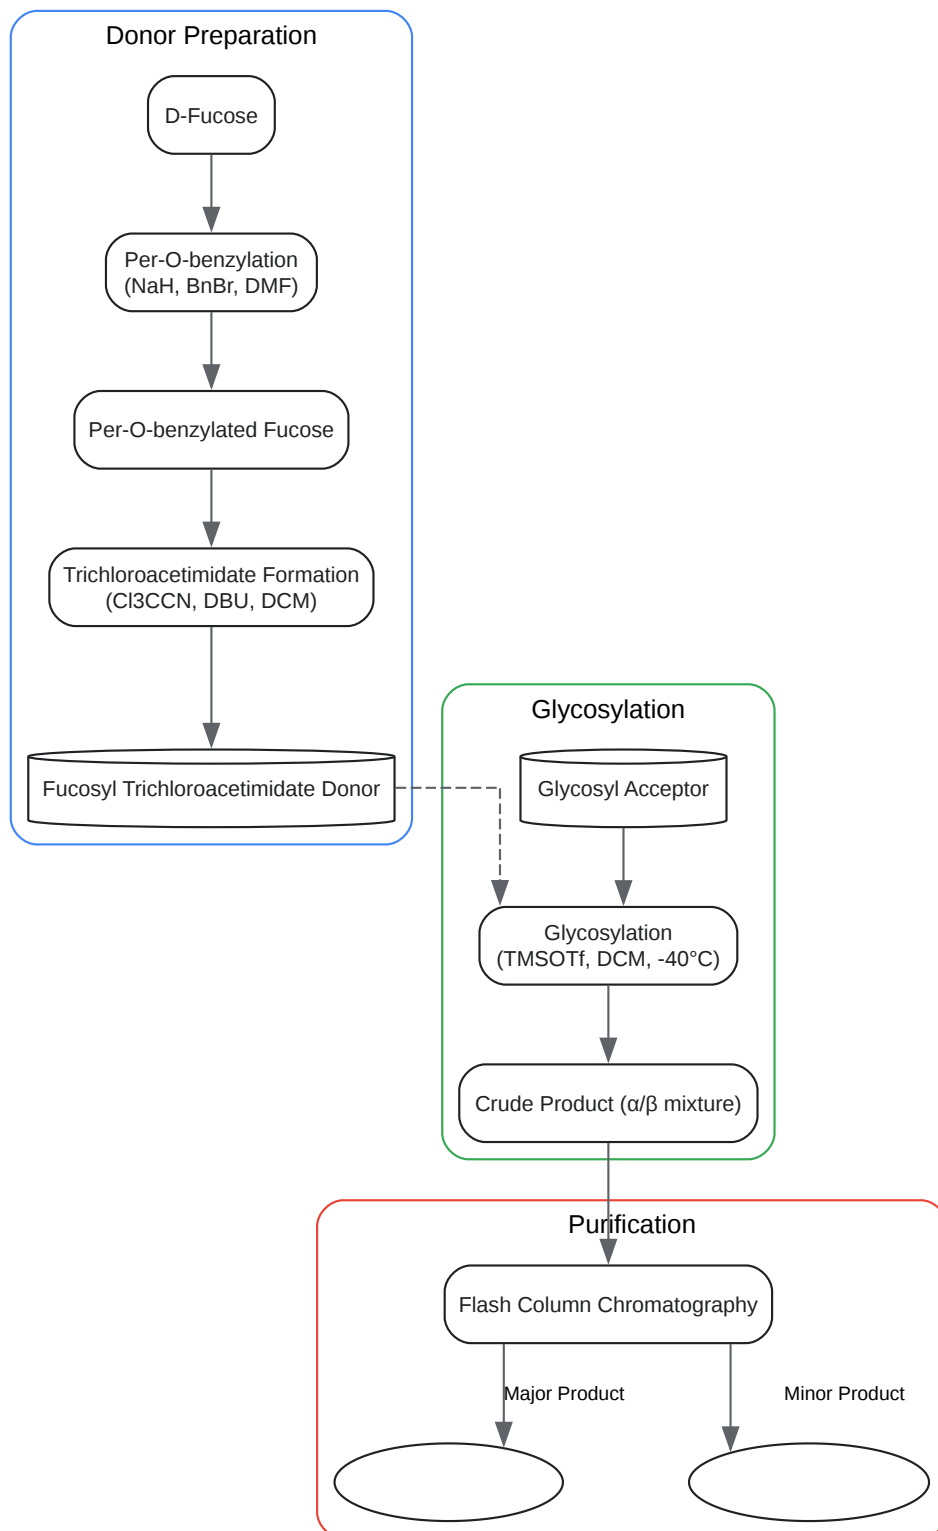 Donor Preparation
D-Fucose
Per-O-benzylation
(NaH, BnBr, DMF)
Per-O-benzylated Fucose
Trichloroacetimidate Formation
(Cl3CCN, DBU, DCM)
Fucosyl Trichloroacetimidate Donor
Glycosylation
Glycosyl Acceptor
Glycosylation
(TMSOTf, DCM, -40°C)
Crude Product (α/β mixture)
Purification
Flash Column Chromatography
Major Product
Minor Product